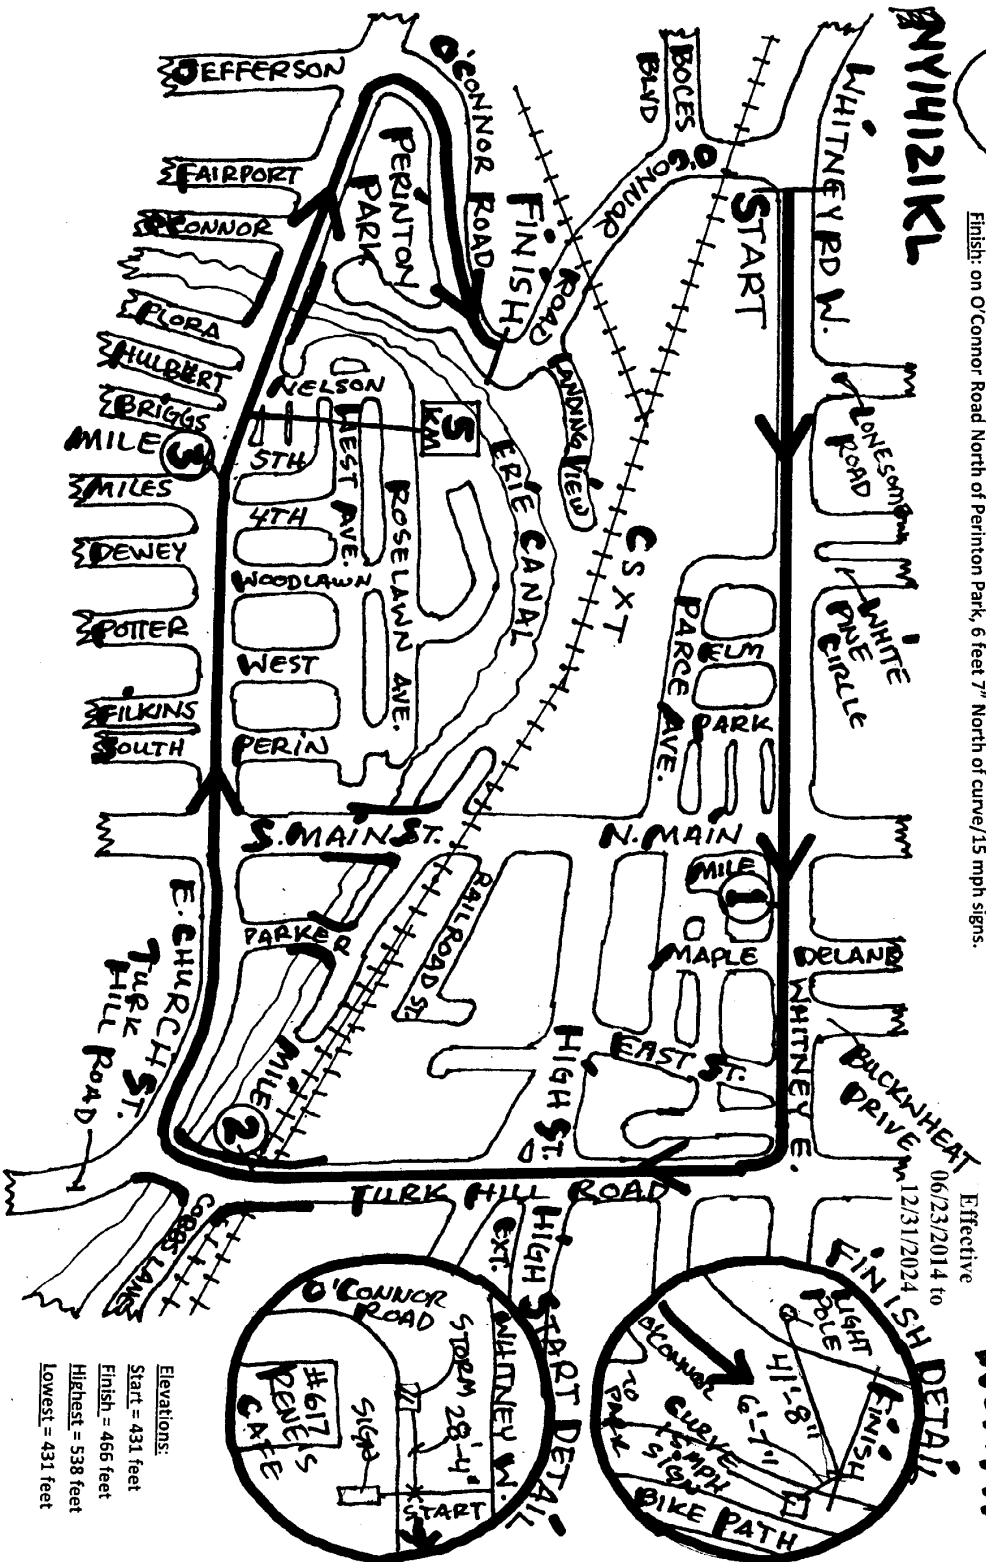 NY14121KL
Finish: on O'Connor Road North of Perinton Park, 6 feet 7" North of curve/15 mph signs.
Effective
06/23/2014 to
12/31/2024
WHITNEY RD W.
BOCES
BLVD
O'CONNOR
ROAD
START
LONESOME
ROAD
WHITE
PINE
CIRCLE
PARCE AVE.
ELM
PARK
N. MAIN
MILE
1
MAPLE
DELAND
WHITNEY E.
BUCKWHEAT
DRIVE
EAST ST.
HIGH ST.
CSXT
LANDING VIEW
FINISH
O'CONNOR ROAD
PERINTON
PARK
ERIE CANAL
5
KM
NELSON
WEST AVE.
ROSELAWN AVE.
5TH
4TH
WOODLAWN
WEST
PERIN
S. MAIN ST.
RAILROAD ST.
PARKER
MILE
2
TURK HILL ROAD
HIGH ST.
EXT.
JEFFERSON
FAIRPORT
O'CONNOR
FLORA
HULBERT
BRIGGS
MILE
3
MILES
DEWEY
POTTER
FILKINS
SOUTH
E. CHURCH ST.
TURK
HILL ROAD
COBBS LANE
FINISH DETAIL
LIGHT
POLE
FINISH
41'-8"
6'-7"
O'CONNOR
CURVE
15MPH
SIGN
TO
PARK
BIKE PATH
START DETAIL
WHITNEY W.
STORM
28'-4"
START
O'CONNOR
ROAD
SIGN
#617
RENE'S
CAFE
Elevations:
Start = 431 feet
Finish = 466 feet
Highest = 538 feet
Lowest = 431 feet